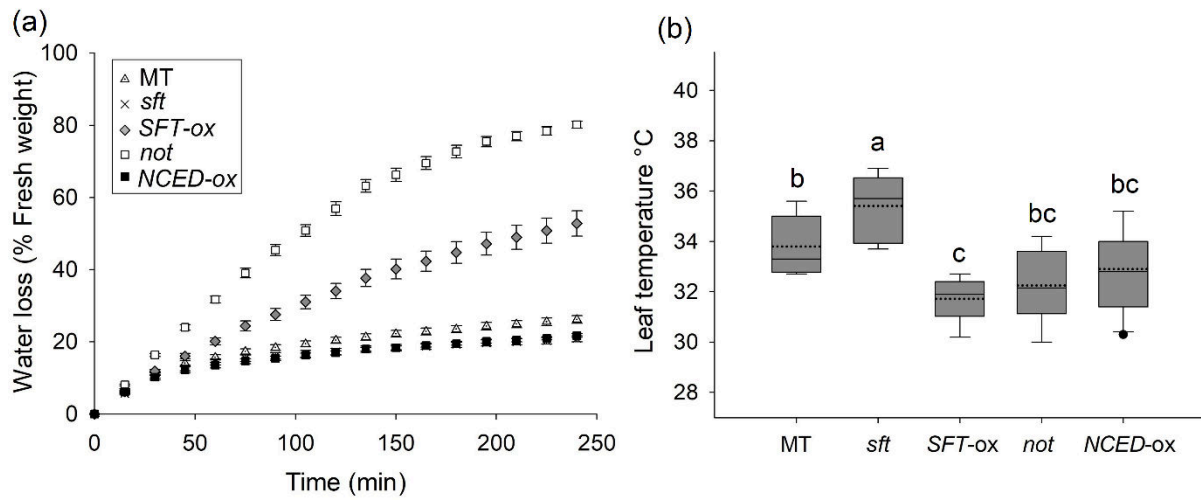 (a)
Water loss (% Fresh weight)
100
80
60
40
20
0
MT
sft
SFT-ox
not
NCED-ox
0 50 100 150 200 250
Time (min)
(b)
Leaf temperature °C
40
38
36
34
32
30
28
b
a
c
bc
bc
MT sft SFT-ox not NCED-ox